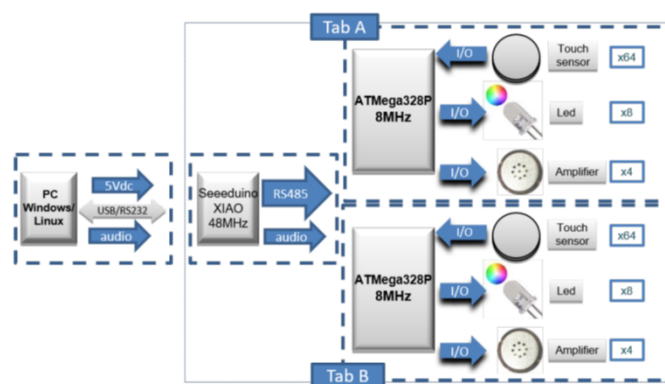 Tab A
I/O
Touch
sensor
x64
ATMega328P
8MHz
I/O
Led
x8
I/O
Amplifier
x4
PC
Windows/
Linux
5Vdc
USB/RS232
audio
Seeeduino
XIAO
48MHz
RS485
audio
I/O
Touch
sensor
x64
ATMega328P
8MHz
I/O
Led
x8
I/O
Amplifier
x4
Tab B